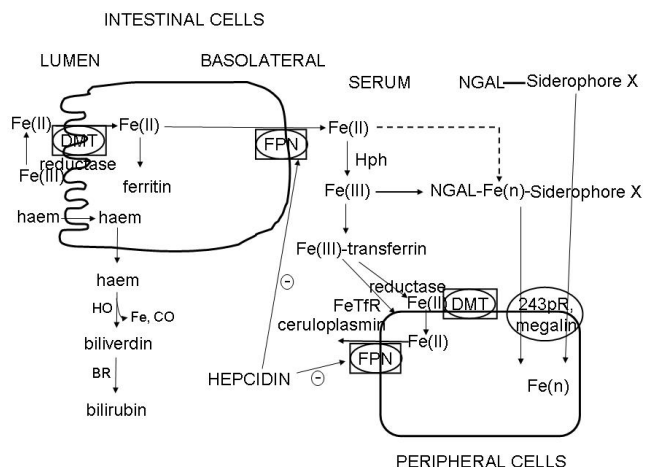 INTESTINAL CELLS
LUMEN BASOLATERAL
SERUM NGAL Siderophore X
Fe(II) Fe(II) Fe(II)
DMT FPN
reductase Hph
Fe(III) ferritin Fe(III) NGAL-Fe(n)-Siderophore X
haem haem
Fe(III)-transferrin
haem
reductase
HO Fe, CO FeTfR Fe(II) DMT 243pR,
ceruloplasmin megalin
biliverdin Fe(II)
FPN
BR HEPCIDIN Fe(n)
bilirubin
PERIPHERAL CELLS